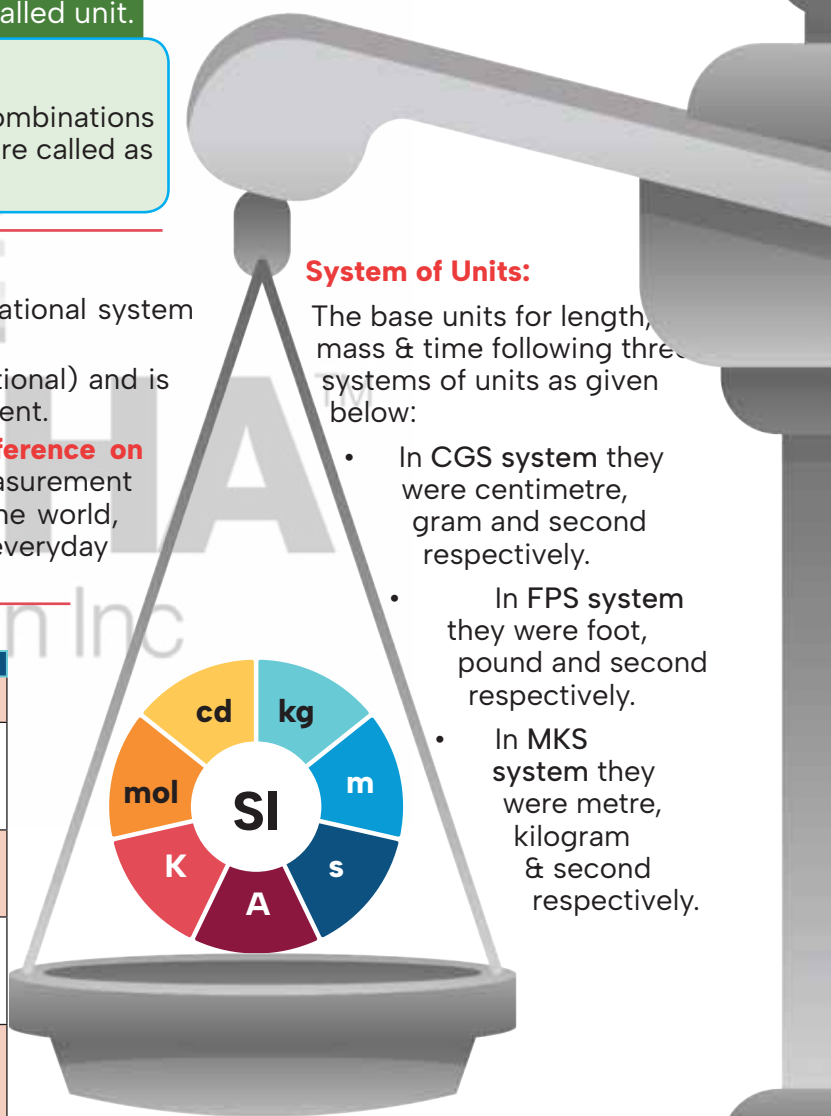 alled unit.
ombinations
re called as
ational system
tional) and is
ent.
ference on
asurement
ne world,
everyday
HA™
n Inc
System of Units:
The base units for length,
mass & time following three
systems of units as given
below:
• In CGS system they
were centimetre,
gram and second
respectively.
• In FPS system
they were foot,
pound and second
respectively.
• In MKS
system they
were metre,
kilogram
& second
respectively.
cd
kg
mol
SI
m
K
s
A